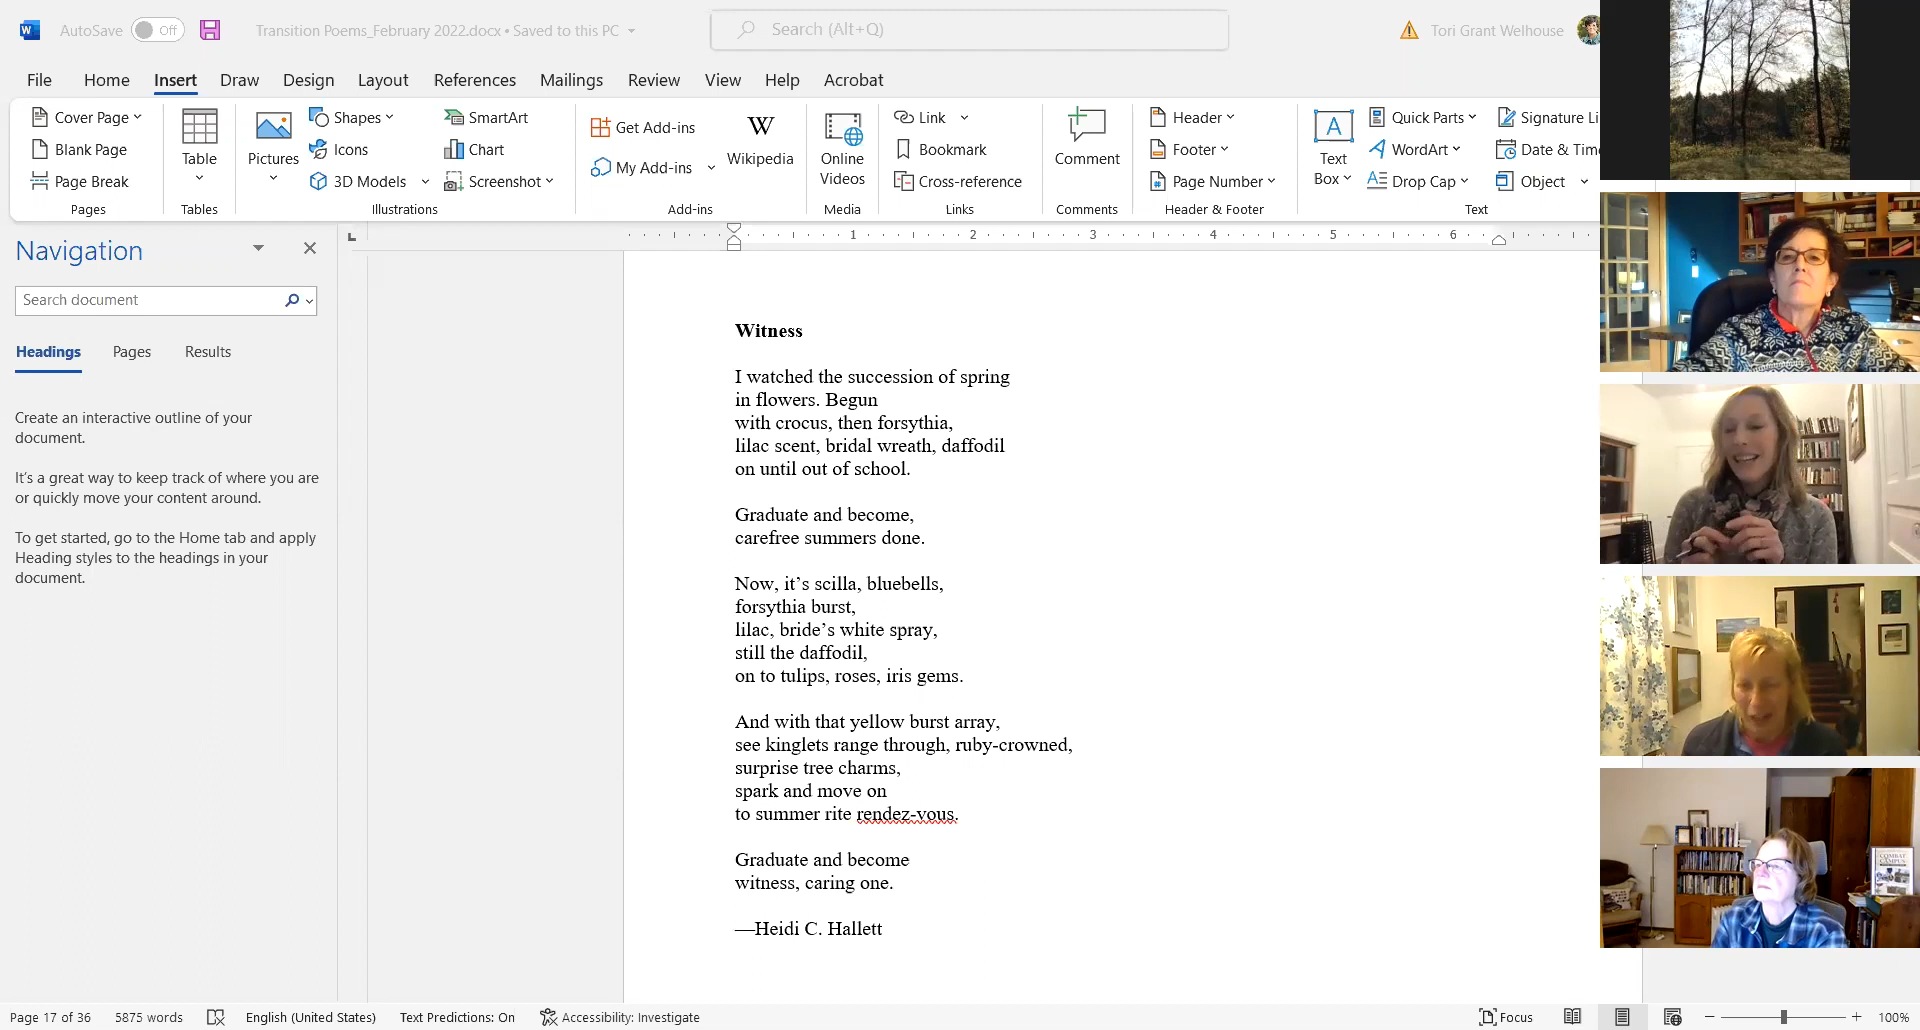 AutoSave Off Transition Poems_February 2022.docx • Saved to this PC Search (Alt+Q) Tori Grant Welhouse
File Home Insert Draw Design Layout References Mailings Review View Help Acrobat
Cover Page
Blank Page
Page Break
Pages
Table
Tables
Pictures
Shapes
Icons
3D Models
SmartArt
Chart
Screenshot
Illustrations
Get Add-ins
My Add-ins
W
Wikipedia
Add-ins
Online
Videos
Media
Link
Bookmark
Cross-reference
Links
Comment
Comments
Header
Footer
Page Number
Header & Footer
A
Text
Box
Quick Parts
WordArt
Drop Cap
Signature Li
Date & Time
Object
Text
1 2 3 4 5 6
Navigation
Search document
Headings Pages Results
Create an interactive outline of your
document.
It's a great way to keep track of where you are
or quickly move your content around.
To get started, go to the Home tab and apply
Heading styles to the headings in your
document.
Witness
I watched the succession of spring
in flowers. Begun
with crocus, then forsythia,
lilac scent, bridal wreath, daffodil
on until out of school.
Graduate and become,
carefree summers done.
Now, it's scilla, bluebells,
forsythia burst,
lilac, bride's white spray,
still the daffodil,
on to tulips, roses, iris gems.
And with that yellow burst array,
see kinglets range through, ruby-crowned,
surprise tree charms,
spark and move on
to summer rite rendez-vous.
Graduate and become
witness, caring one.
—Heidi C. Hallett
COMBAT
CAMPUS
Page 17 of 36 5875 words English (United States) Text Predictions: On Accessibility: Investigate Focus 100%